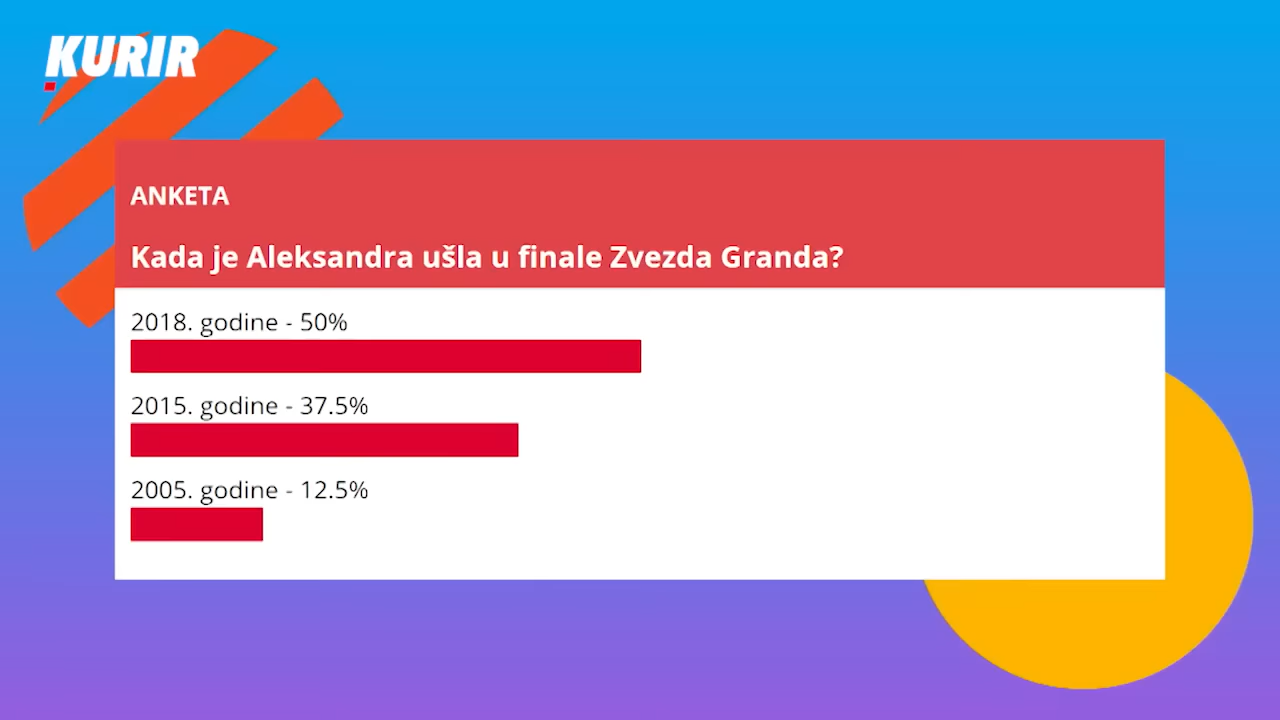 KURIR
ANKETA
Kada je Aleksandra ušla u finale Zvezda Granda?
2018. godine - 50%
2015. godine - 37.5%
2005. godine - 12.5%